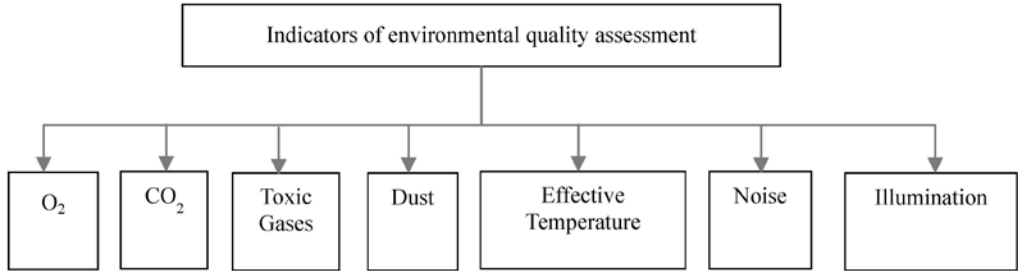 Indicators of environmental quality assessment
O₂
CO₂
Toxic
Gases
Dust
Effective
Temperature
Noise
Illumination